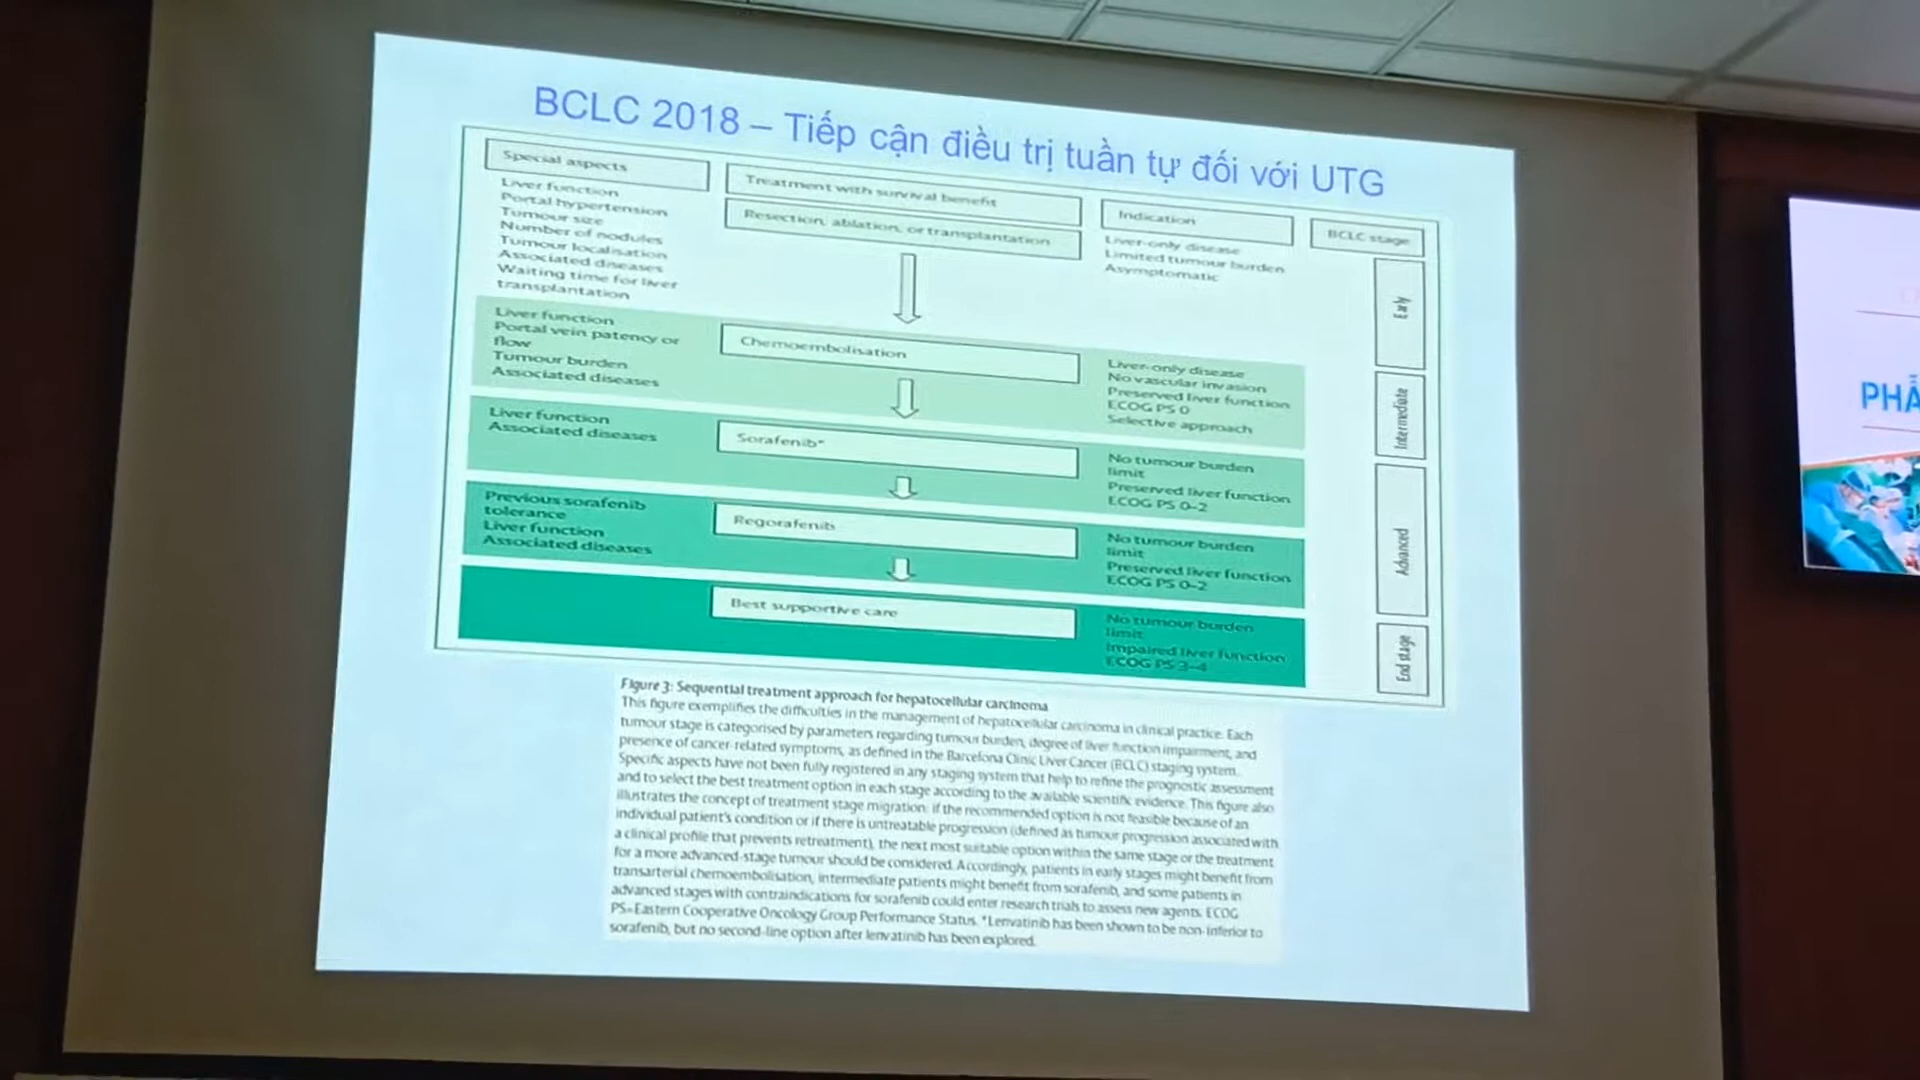 BCLC 2018 – Tiếp cận điều trị tuần tự đối với UTG
Special aspects
Treatment with survival benefit
Indication
BCLC stage
Liver function
Portal hypertension
Tumour size
Number of nodules
Tumour localisation
Associated diseases
Waiting time for liver
transplantation
Resection, ablation, or transplantation
Liver-only disease
Limited tumour burden
Asymptomatic
Early
Liver function
Portal vein patency or
flow
Tumour burden
Associated diseases
Chemoembolisation
Liver-only disease
No vascular invasion
Preserved liver function
ECOG PS 0
Selective approach
Intermediate
Liver function
Associated diseases
Sorafenib*
No tumour burden
limit
Preserved liver function
ECOG PS 0–2
Advanced
Previous sorafenib
tolerance
Liver function
Associated diseases
Regorafenib
No tumour burden
limit
Preserved liver function
ECOG PS 0–2
Best supportive care
No tumour burden
limit
Impaired liver function
ECOG PS 3–4
End stage
Figure 3: Sequential treatment approach for hepatocellular carcinoma
This figure exemplifies the difficulties in the management of hepatocellular carcinoma in clinical practice. Each
tumour stage is categorised by parameters regarding tumour burden, degree of liver function impairment, and
presence of cancer-related symptoms, as defined in the Barcelona Clinic Liver Cancer (BCLC) staging system.
Specific aspects have not been fully registered in any staging system that help to refine the prognostic assessment
and to select the best treatment option in each stage according to the available scientific evidence. This figure also
illustrates the concept of treatment stage migration: if the recommended option is not feasible because of an
individual patient's condition or if there is untreatable progression (defined as tumour progression associated with
a clinical profile that prevents retreatment), the next most suitable option within the same stage or the treatment
for a more advanced-stage tumour should be considered. Accordingly, patients in early stages might benefit from
transarterial chemoembolisation, intermediate patients might benefit from sorafenib, and some patients in
advanced stages with contraindications for sorafenib could enter research trials to assess new agents. ECOG
PS=Eastern Cooperative Oncology Group Performance Status. *Lenvatinib has been shown to be non-inferior to
sorafenib, but no second-line option after lenvatinib has been explored.
PHẪ